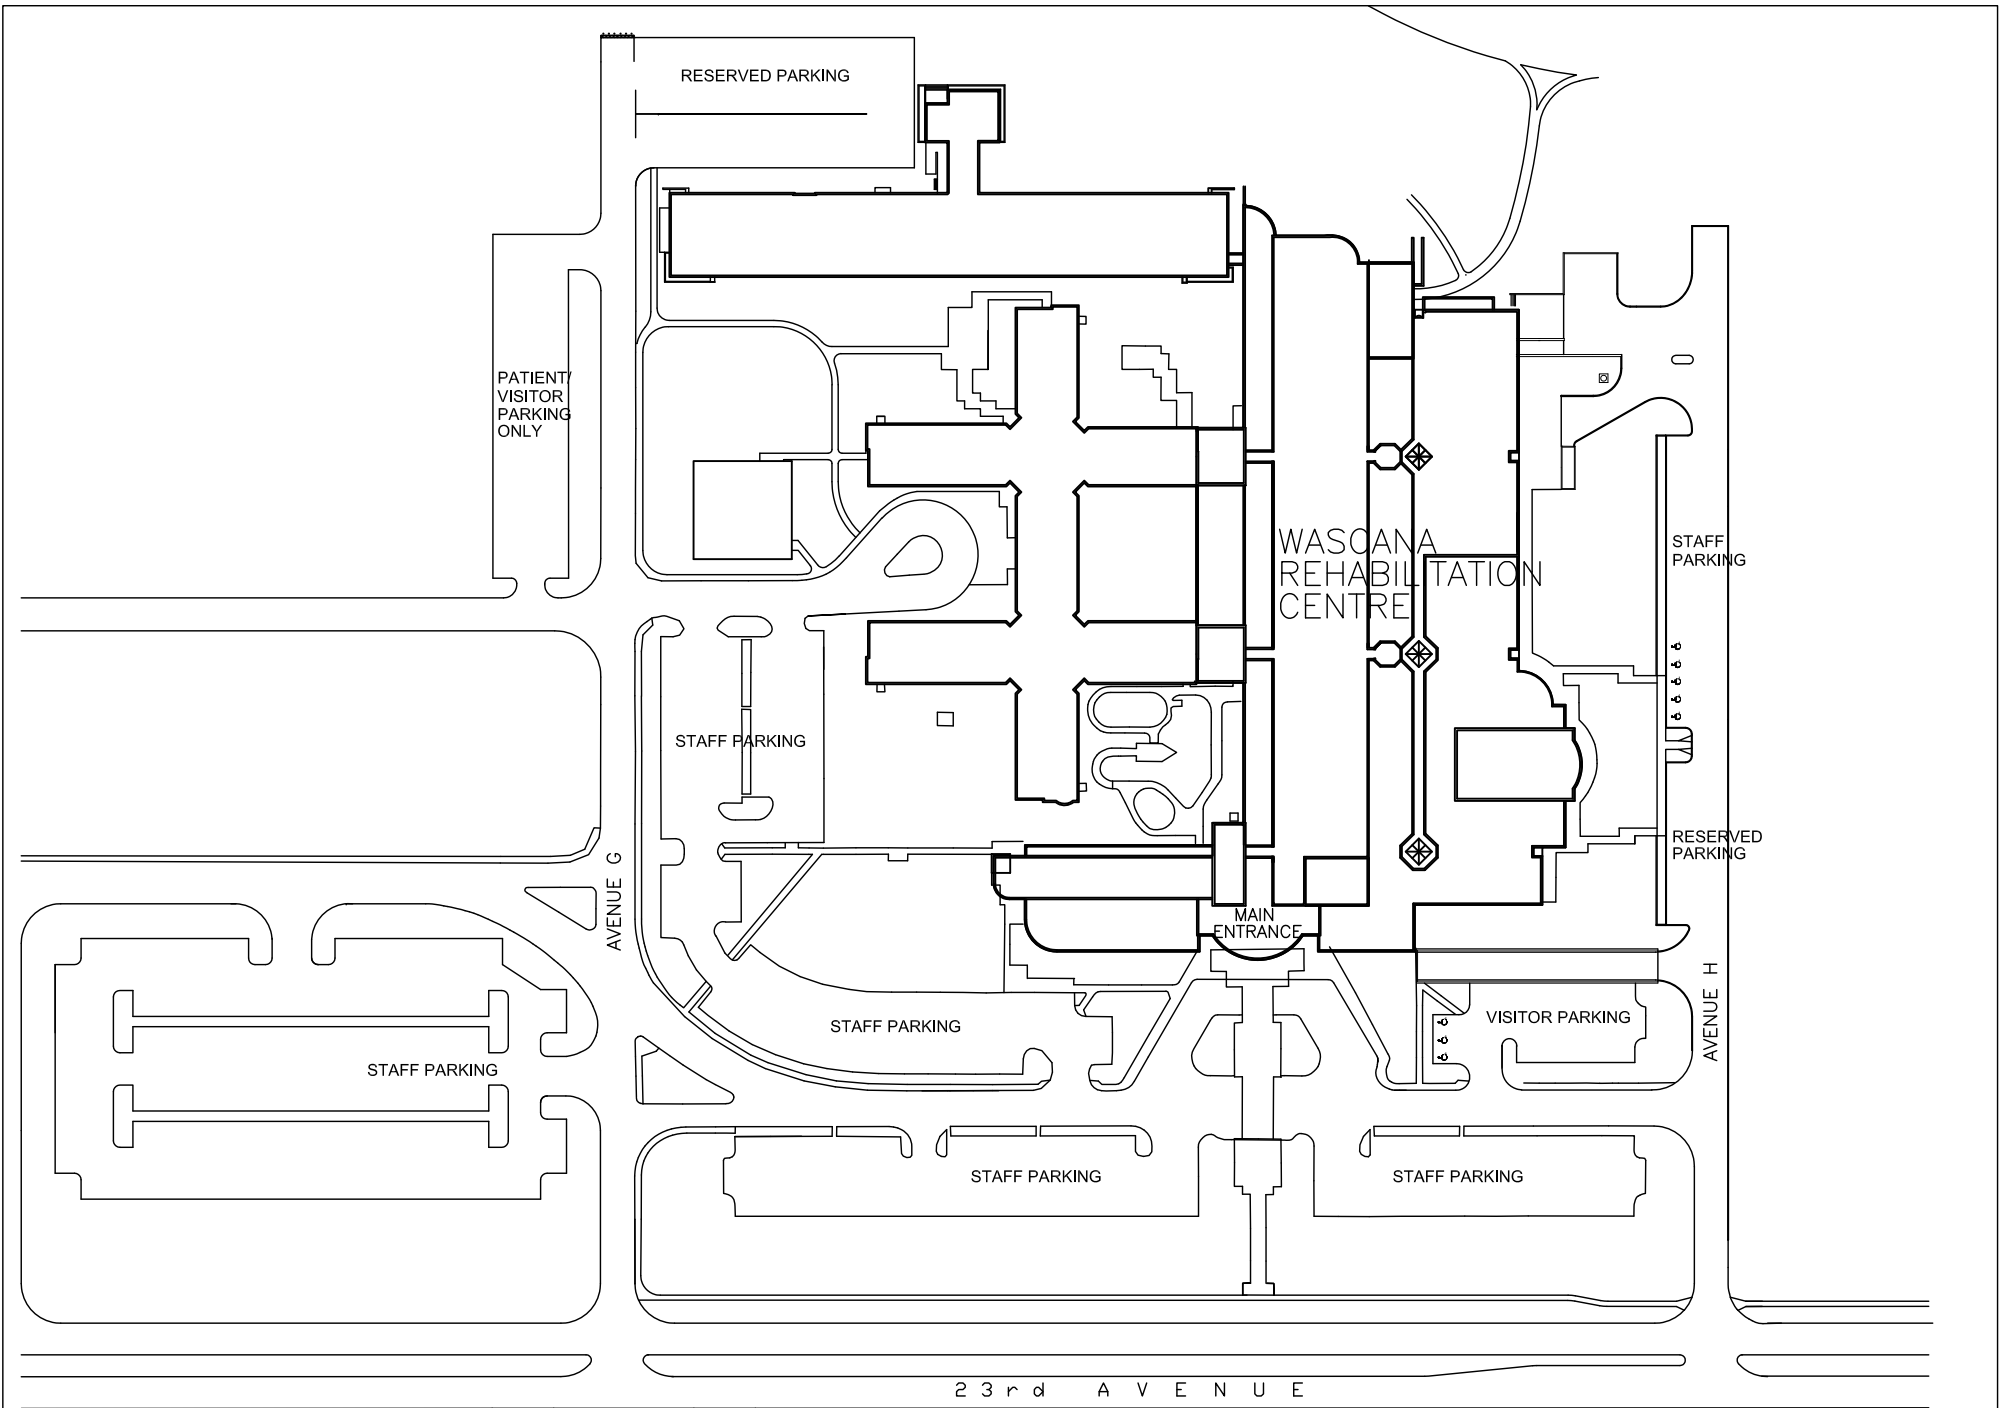 RESERVED PARKING
PATIENT/
VISITOR
PARKING
ONLY
WASCANA
REHABILITATION
CENTRE
STAFF
PARKING
STAFF PARKING
RESERVED
PARKING
AVENUE G
MAIN
ENTRANCE
AVENUE H
VISITOR PARKING
STAFF PARKING
STAFF PARKING
STAFF PARKING
STAFF PARKING
23rd AVENUE